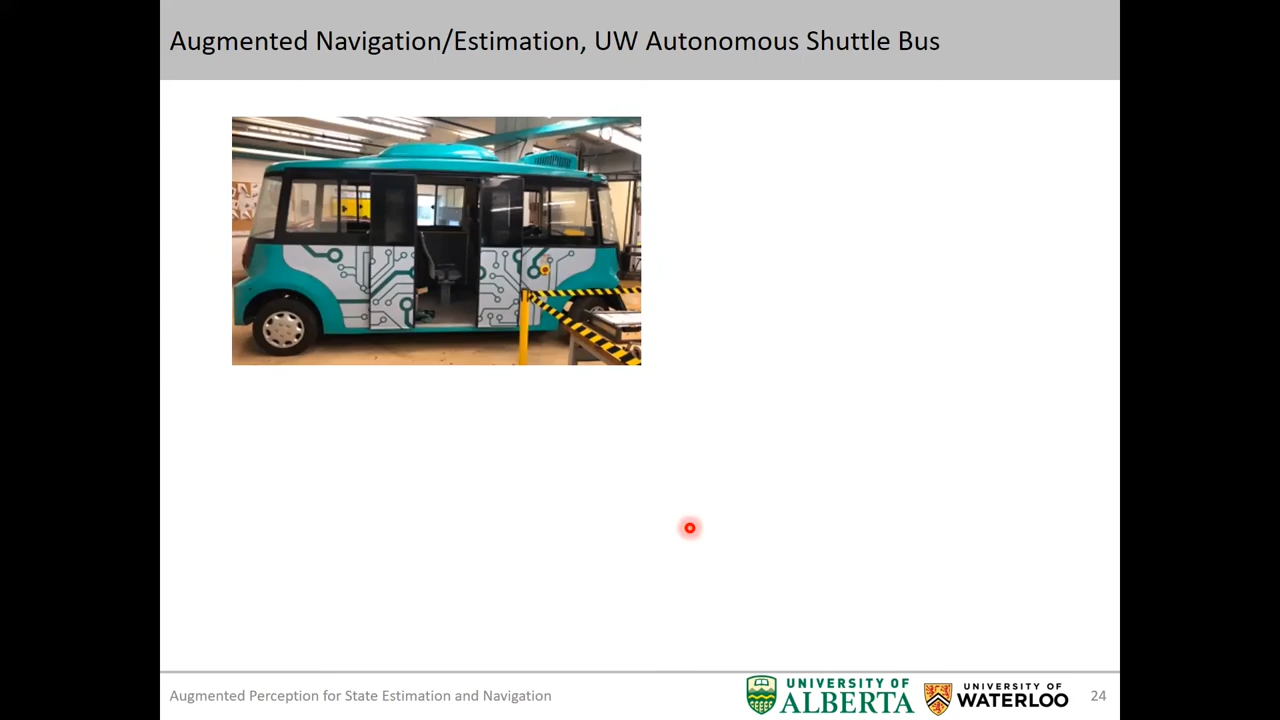 Augmented Navigation/Estimation, UW Autonomous Shuttle Bus
Augmented Perception for State Estimation and Navigation
UNIVERSITY OF
ALBERTA
UNIVERSITY OF
WATERLOO
24